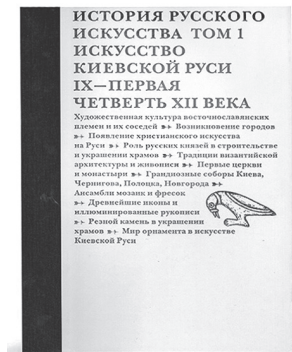 ИСТОРИЯ РУССКОГО
ИСКУССТВА ТОМ 1
ИСКУССТВО
КИЕВСКОЙ РУСИ
IX—ПЕРВАЯ
ЧЕТВЕРТЬ XII ВЕКА
Художественная культура восточнославянских
племен и их соседей Возникновение городов
Появление христианского искусства
на Руси Роль русских князей в строительстве
и украшении храмов Традиции византийской
архитектуры и живописи Первые церкви
и монастыри Грандиозные соборы Киева,
Чернигова, Полоцка, Новгорода
Ансамбли мозаик и фресок
Древнейшие иконы и
иллюминированные рукописи
Резной камень в украшении
храмов Мир орнамента в искусстве
Киевской Руси